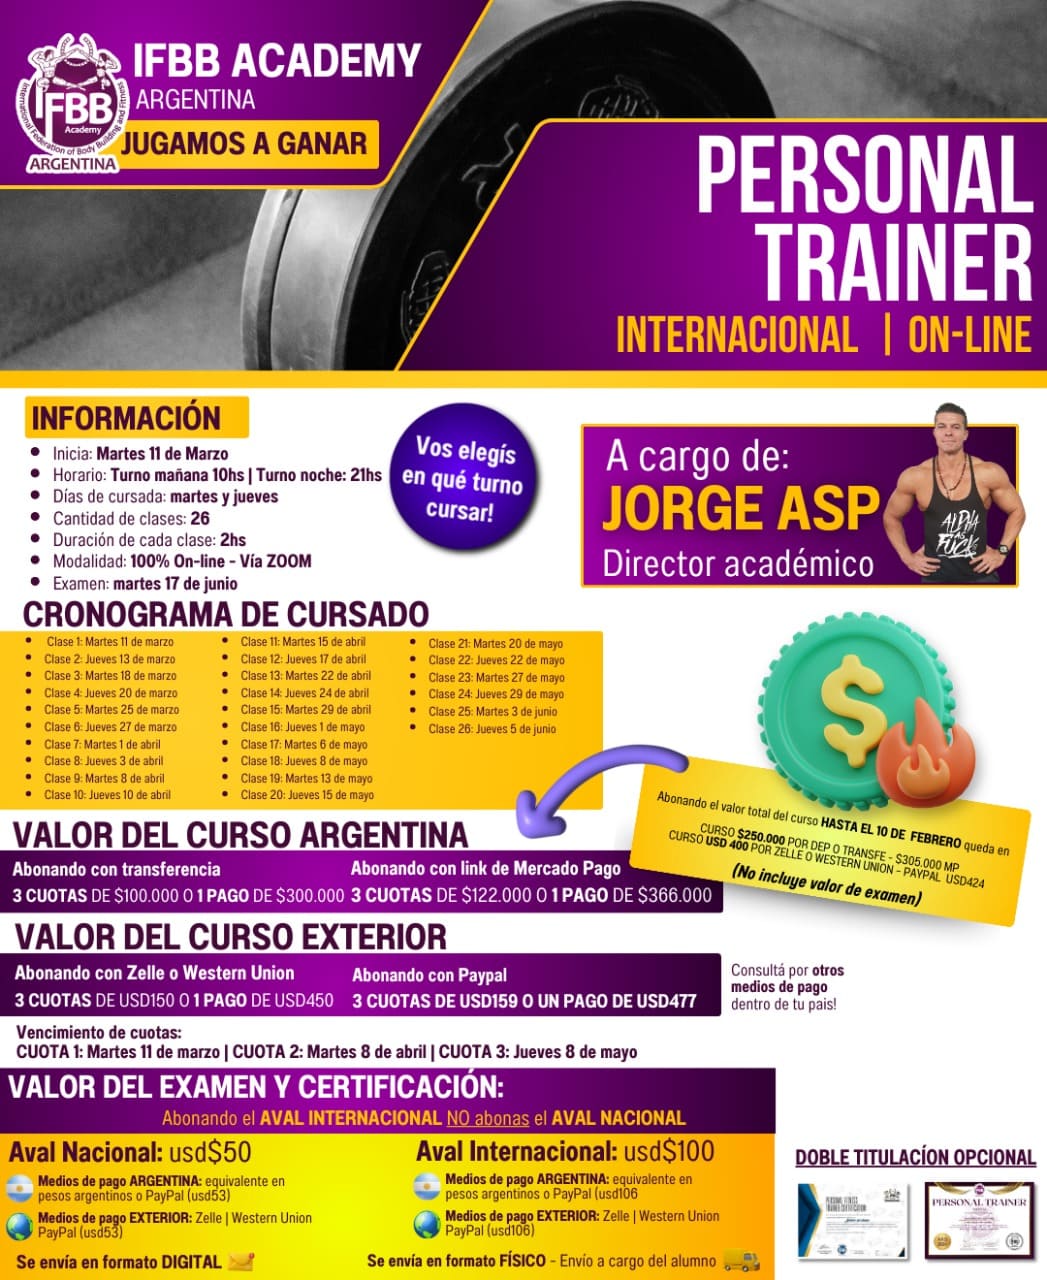 IFBB ACADEMY
ARGENTINA
JUGAMOS A GANAR
International Federation of Body Building and Fitness
IFBB
Academy
ARGENTINA
PERSONAL
TRAINER
INTERNACIONAL | ON-LINE
INFORMACIÓN
Inicia: Martes 11 de Marzo
Horario: Turno mañana 10hs | Turno noche: 21hs
Días de cursada: martes y jueves
Cantidad de clases: 26
Duración de cada clase: 2hs
Modalidad: 100% On-line - Vía ZOOM
Examen: martes 17 de junio
Vos elegís
en qué turno
cursar!
A cargo de:
JORGE ASP
Director académico
ALPHA
AS
FUCK
CRONOGRAMA DE CURSADO
Clase 1: Martes 11 de marzo
Clase 2: Jueves 13 de marzo
Clase 3: Martes 18 de marzo
Clase 4: Jueves 20 de marzo
Clase 5: Martes 25 de marzo
Clase 6: Jueves 27 de marzo
Clase 7: Martes 1 de abril
Clase 8: Jueves 3 de abril
Clase 9: Martes 8 de abril
Clase 10: Jueves 10 de abril
Clase 11: Martes 15 de abril
Clase 12: Jueves 17 de abril
Clase 13: Martes 22 de abril
Clase 14: Jueves 24 de abril
Clase 15: Martes 29 de abril
Clase 16: Jueves 1 de mayo
Clase 17: Martes 6 de mayo
Clase 18: Jueves 8 de mayo
Clase 19: Martes 13 de mayo
Clase 20: Jueves 15 de mayo
Clase 21: Martes 20 de mayo
Clase 22: Jueves 22 de mayo
Clase 23: Martes 27 de mayo
Clase 24: Jueves 29 de mayo
Clase 25: Martes 3 de junio
Clase 26: Jueves 5 de junio
$
Abonando el valor total del curso HASTA EL 10 DE FEBRERO queda en
CURSO $250.000 POR DEP O TRANSFE - $305.000 MP
CURSO USD 400 POR ZELLE O WESTERN UNION - PAYPAL USD424
(No incluye valor de examen)
VALOR DEL CURSO ARGENTINA
Abonando con transferencia
3 CUOTAS DE $100.000 O 1 PAGO DE $300.000
Abonando con link de Mercado Pago
3 CUOTAS DE $122.000 O 1 PAGO DE $366.000
VALOR DEL CURSO EXTERIOR
Abonando con Zelle o Western Union
3 CUOTAS DE USD150 O 1 PAGO DE USD450
Abonando con Paypal
3 CUOTAS DE USD159 O UN PAGO DE USD477
Consultá por otros
medios de pago
dentro de tu pais!
Vencimiento de cuotas:
CUOTA 1: Martes 11 de marzo | CUOTA 2: Martes 8 de abril | CUOTA 3: Jueves 8 de mayo
VALOR DEL EXAMEN Y CERTIFICACIÓN:
Abonando el AVAL INTERNACIONAL NO abonas el AVAL NACIONAL
Aval Nacional: usd$50
Medios de pago ARGENTINA: equivalente en
pesos argentinos o PayPal (usd53)
Medios de pago EXTERIOR: Zelle | Western Union
PayPal (usd53)
Se envía en formato DIGITAL
Aval Internacional: usd$100
Medios de pago ARGENTINA: equivalente en
pesos argentinos o PayPal (usd106
Medios de pago EXTERIOR: Zelle | Western Union
PayPal (usd106)
Se envía en formato FÍSICO - Envío a cargo del alumno
DOBLE TITULACÍON OPCIONAL
PERSONAL FITNESS
TRAINER CERTIFICATION
PERSONAL TRAINER